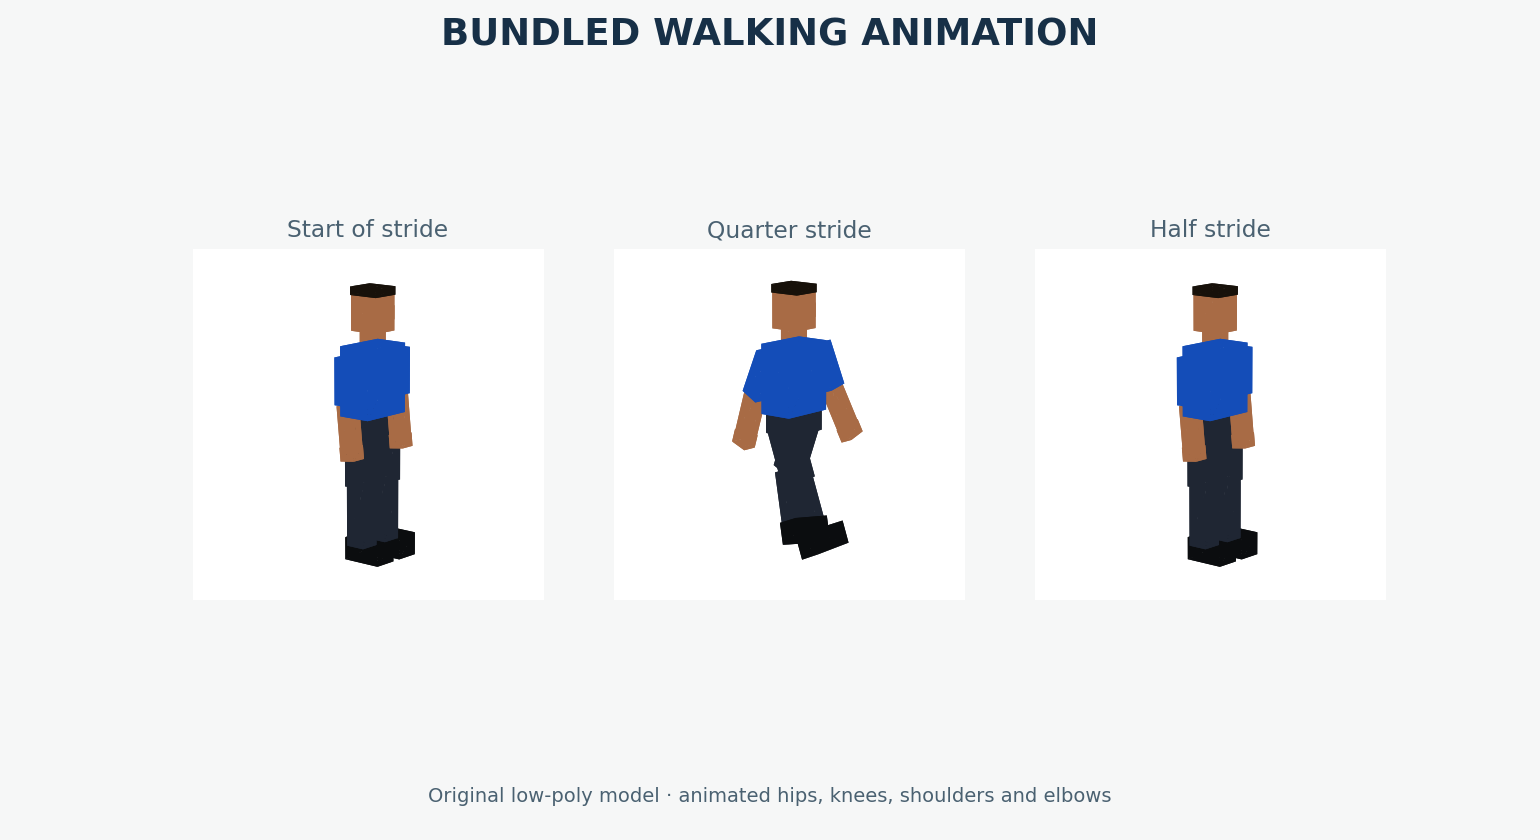 BUNDLED WALKING ANIMATION
Start of stride
Quarter stride
Half stride
Original low-poly model · animated hips, knees, shoulders and elbows